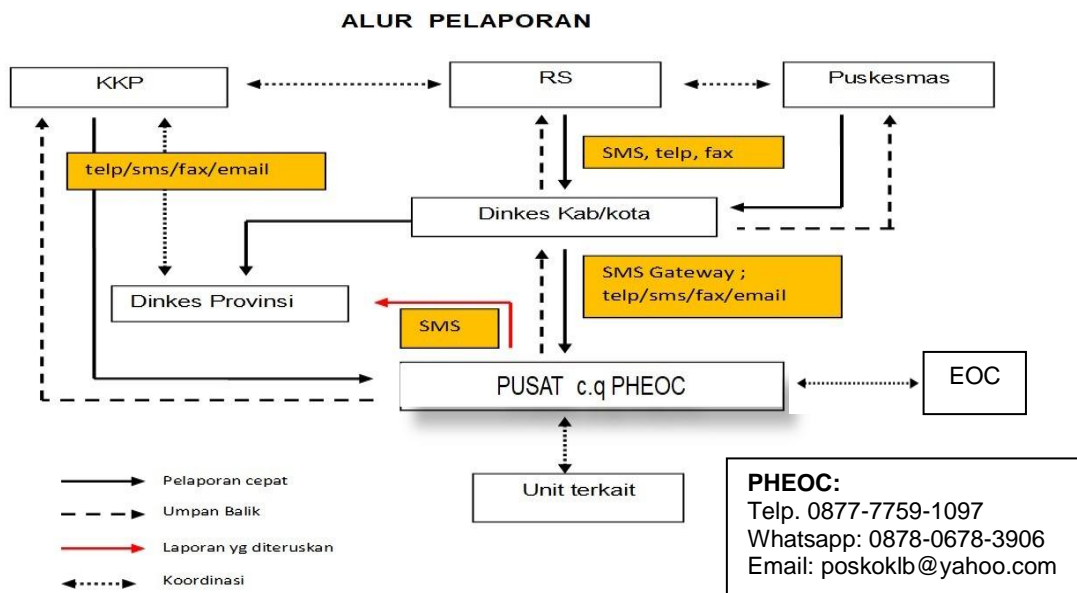 ALUR PELAPORAN
KKP
RS
Puskesmas
telp/sms/fax/email
SMS, telp, fax
Dinkes Kab/kota
SMS Gateway ;
telp/sms/fax/email
Dinkes Provinsi
SMS
PUSAT c.q PHEOC
EOC
Unit terkait
Pelaporan cepat
Umpan Balik
Laporan yg diteruskan
Koordinasi
PHEOC:
Telp. 0877-7759-1097
Whatsapp: 0878-0678-3906
Email: poskoklb@yahoo.com